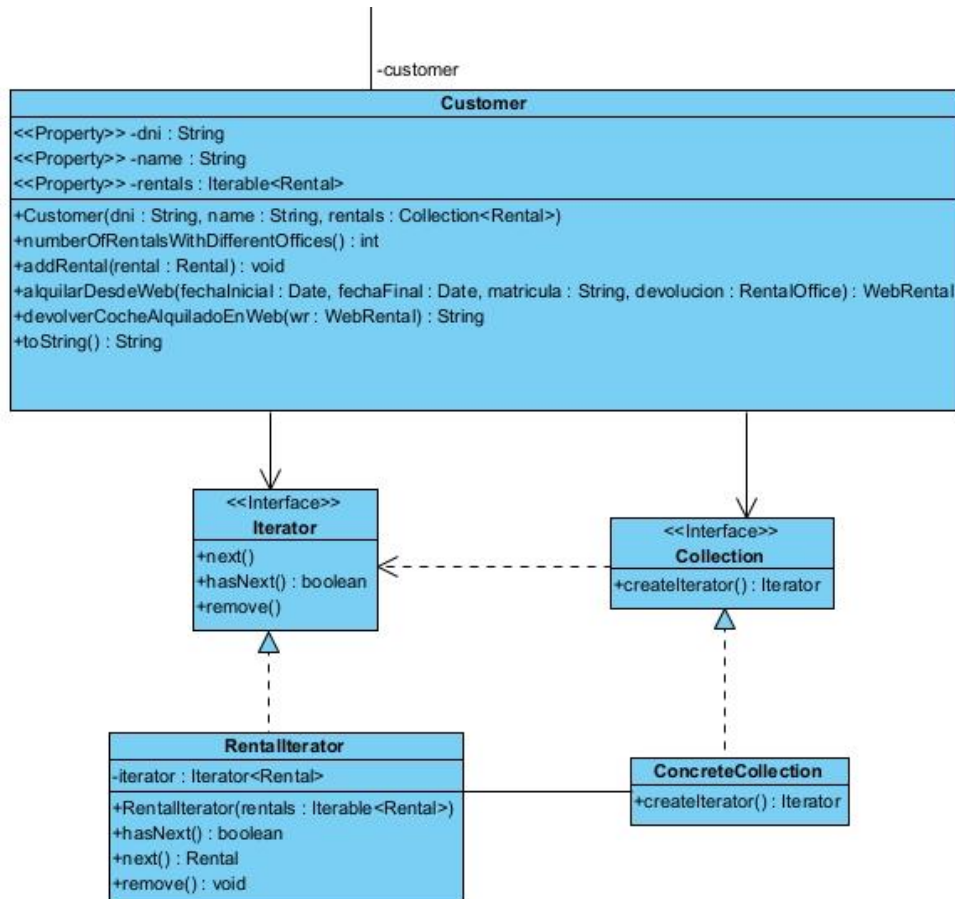 -customer
Customer
<<Property>> -dni : String
<<Property>> -name : String
<<Property>> -rentals : Iterable<Rental>
+Customer(dni : String, name : String, rentals : Collection<Rental>)
+numberOfRentalsWithDifferentOffices() : int
+addRental(rental : Rental) : void
+alquilarDesdeWeb(fechaInicial : Date, fechaFinal : Date, matricula : String, devolucion : RentalOffice) : WebRental
+devolverCocheAlquiladoEnWeb(wr : WebRental) : String
+toString() : String
<<Interface>>
Iterator
+next()
+hasNext() : boolean
+remove()
<<Interface>>
Collection
+createIterator() : Iterator
RentalIterator
-iterator : Iterator<Rental>
+RentalIterator(rentals : Iterable<Rental>)
+hasNext() : boolean
+next() : Rental
+remove() : void
ConcreteCollection
+createIterator() : Iterator